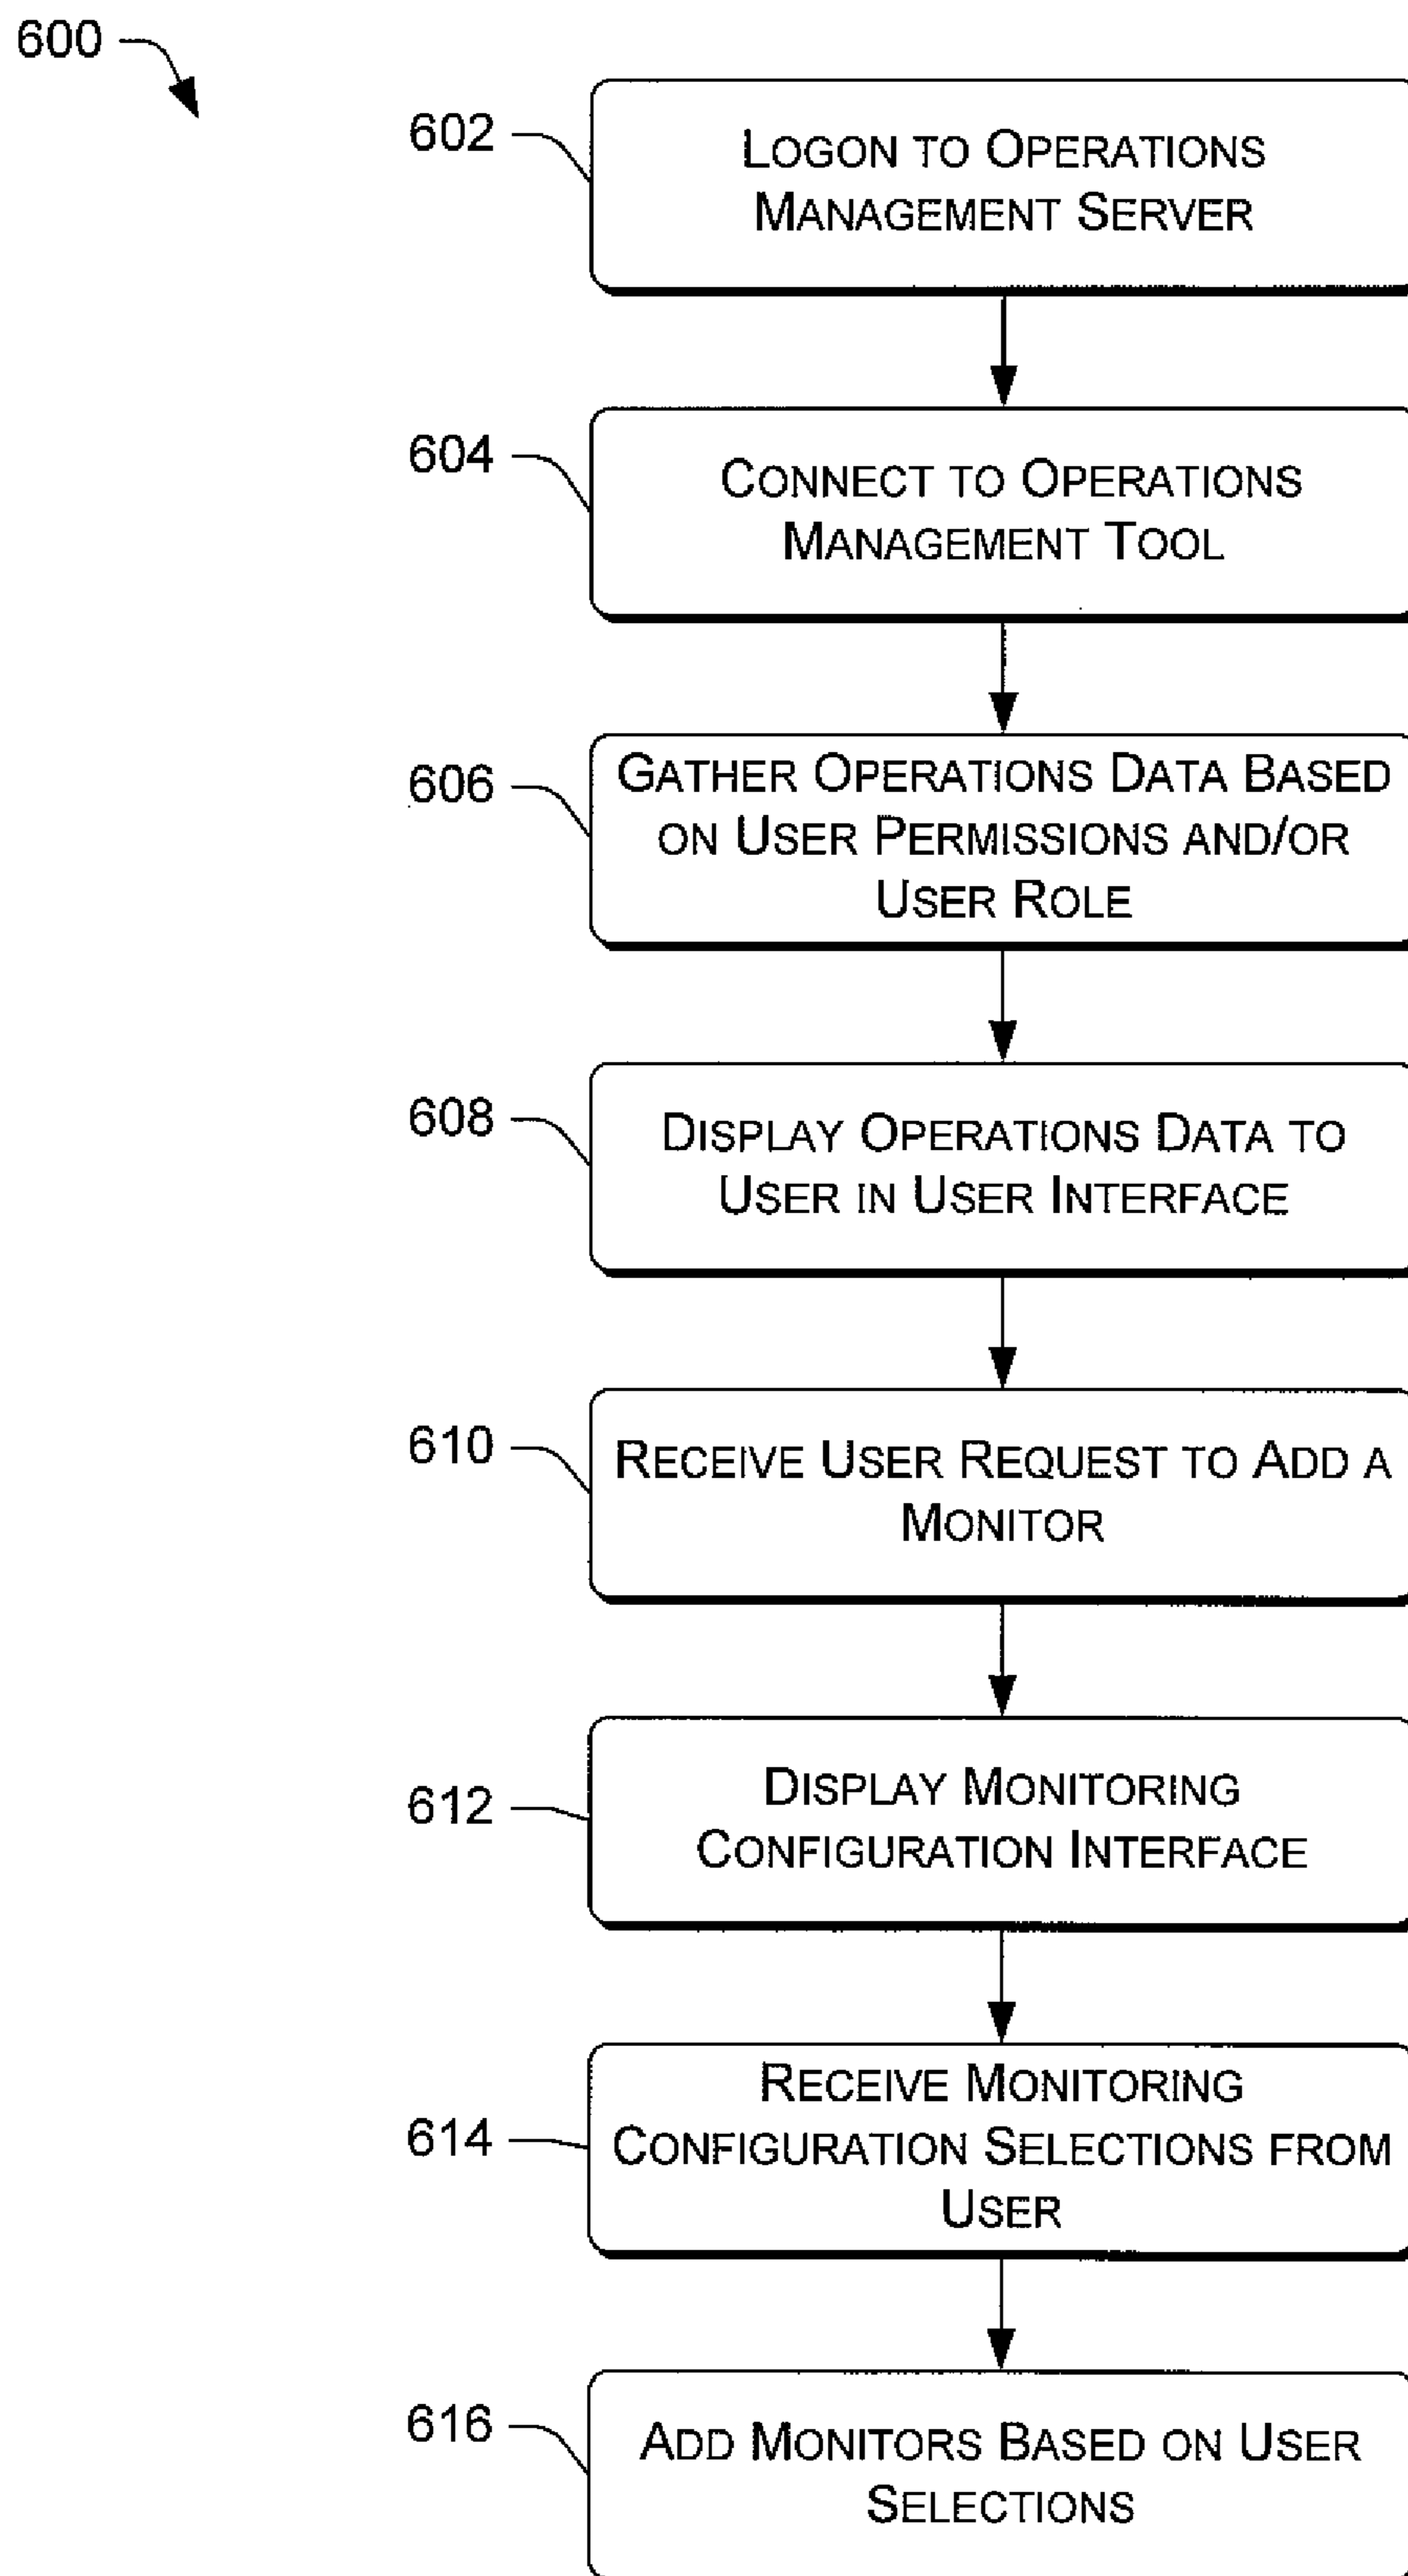 600
602
LOGON TO OPERATIONS
MANAGEMENT SERVER
604
CONNECT TO OPERATIONS
MANAGEMENT TOOL
606
GATHER OPERATIONS DATA BASED
ON USER PERMISSIONS AND/OR
USER ROLE
608
DISPLAY OPERATIONS DATA TO
USER IN USER INTERFACE
610
RECEIVE USER REQUEST TO ADD A
MONITOR
612
DISPLAY MONITORING
CONFIGURATION INTERFACE
614
RECEIVE MONITORING
CONFIGURATION SELECTIONS FROM
USER
616
ADD MONITORS BASED ON USER
SELECTIONS